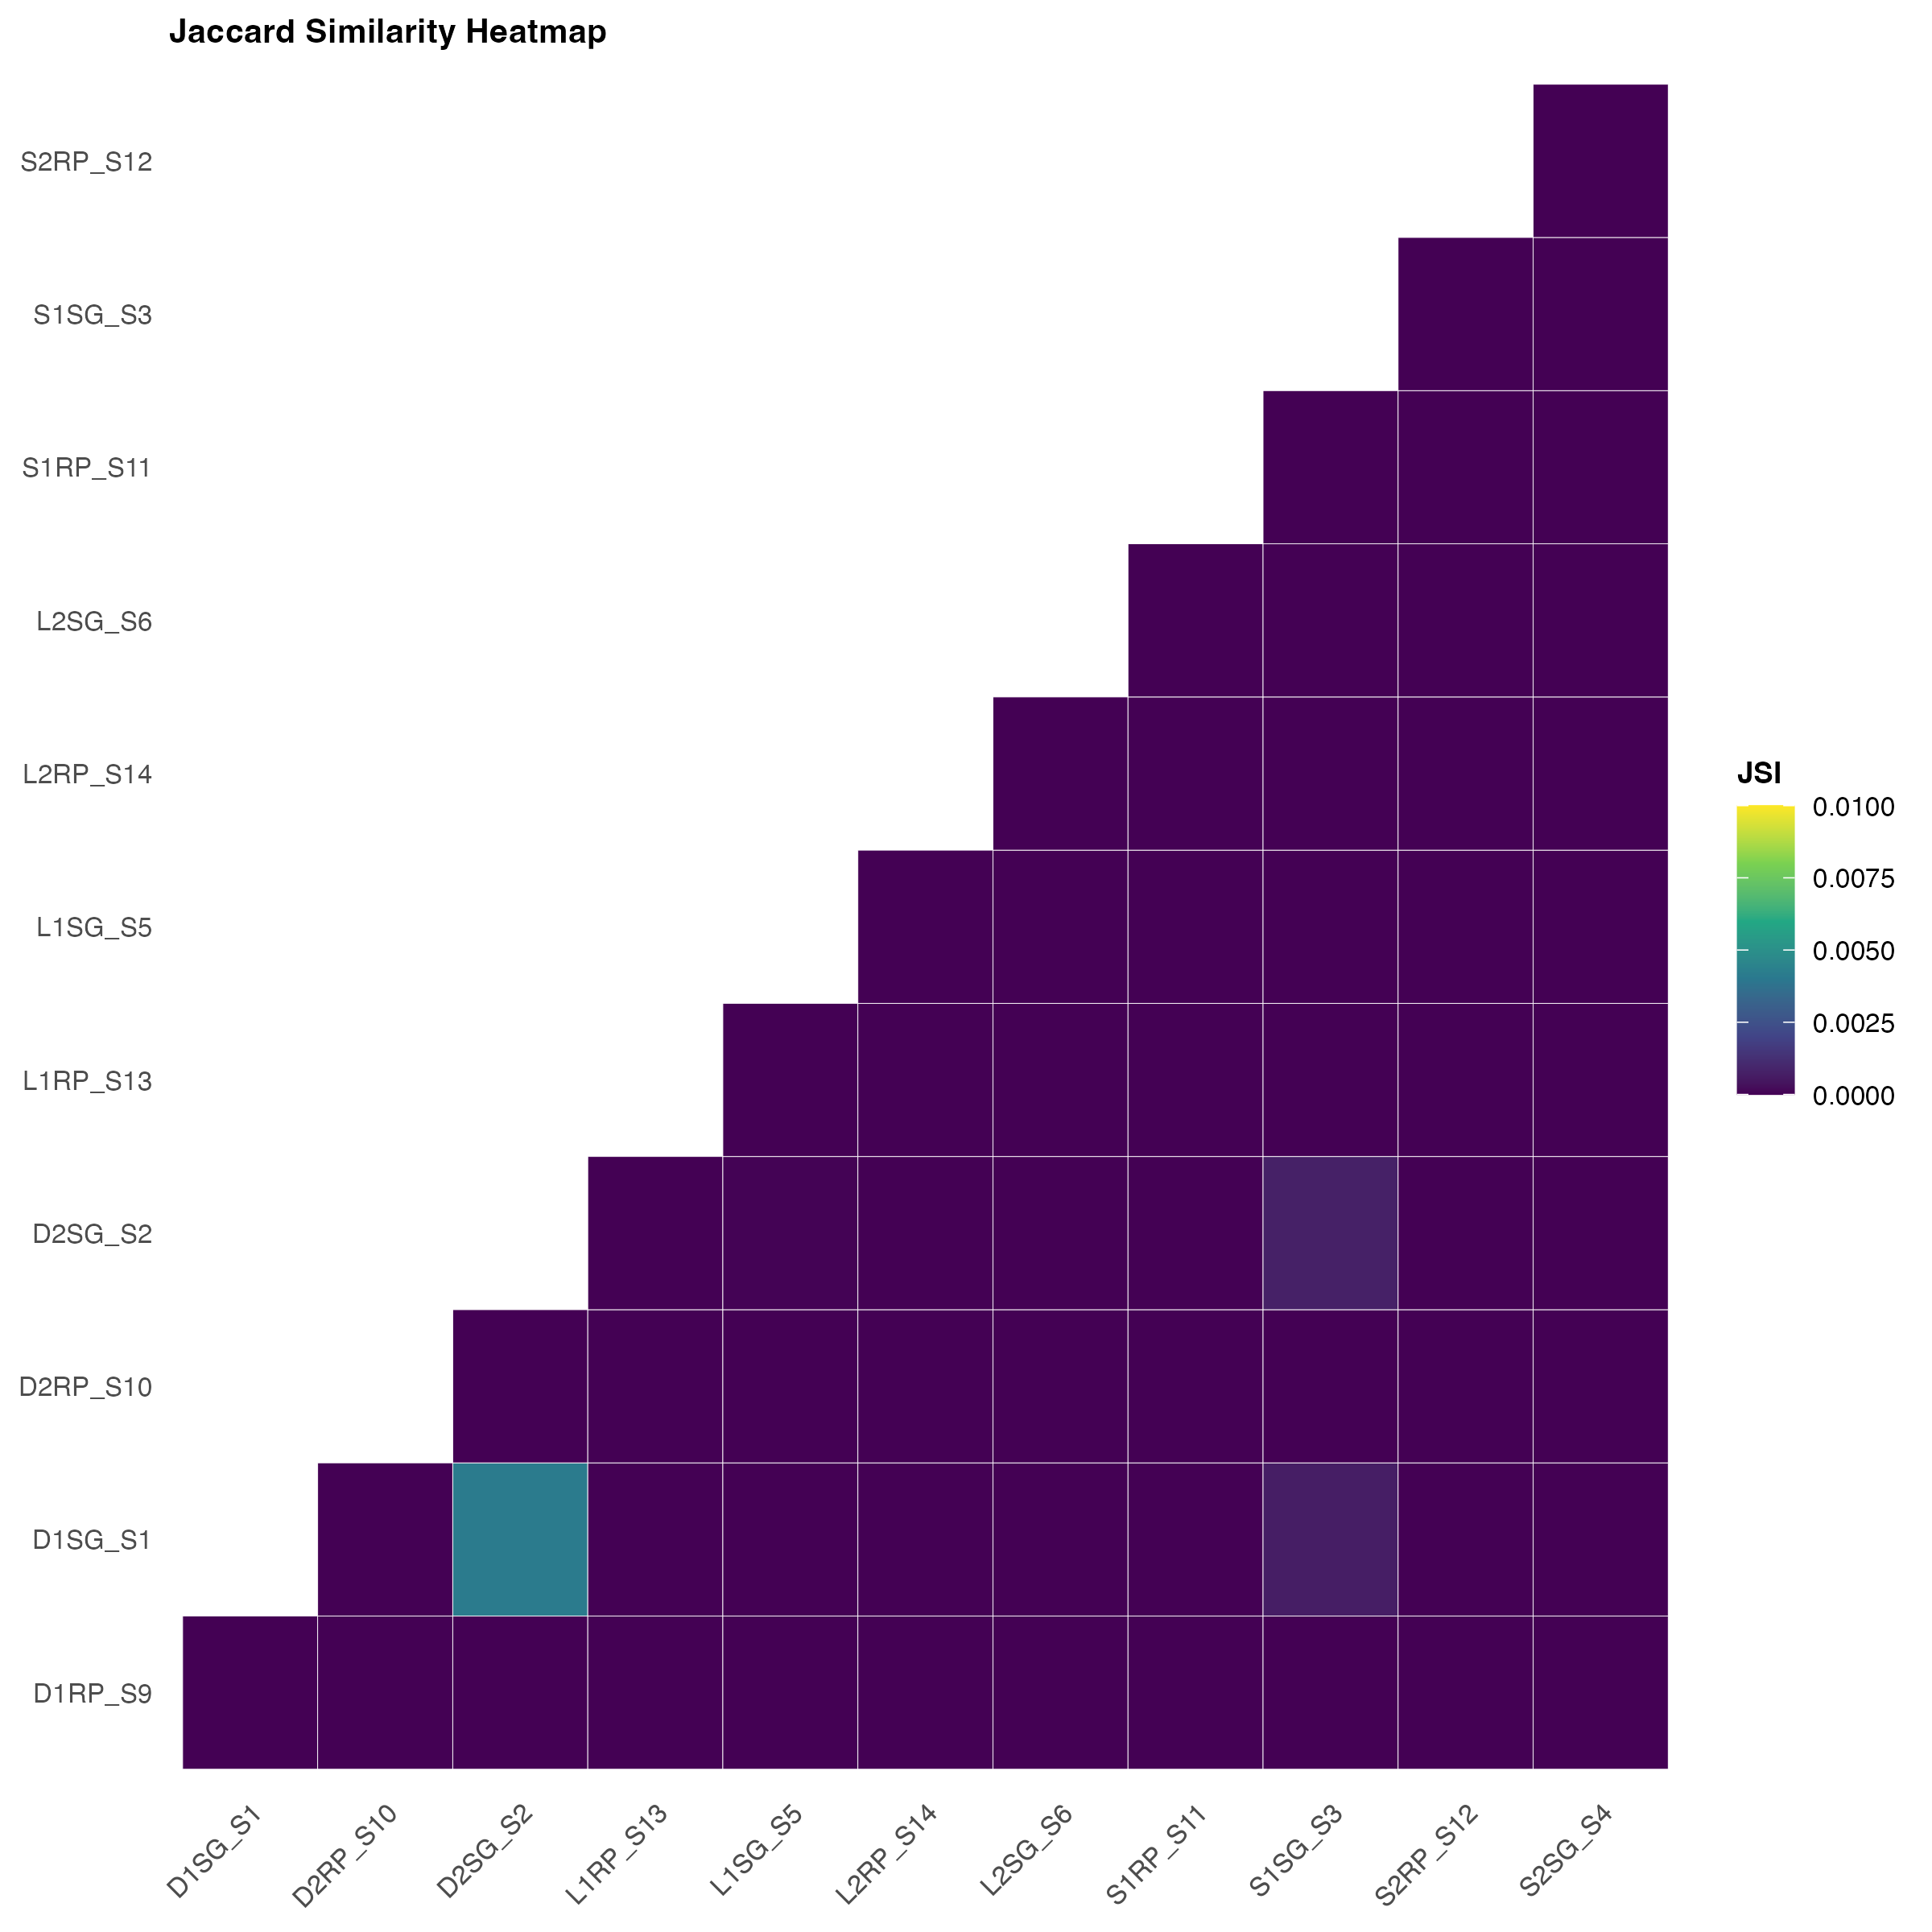 Jaccard Similarity Heatmap
S2RP_S12
S1SG_S3
S1RP_S11
L2SG_S6
L2RP_S14
L1SG_S5
L1RP_S13
D2SG_S2
D2RP_S10
D1SG_S1
D1RP_S9
D1SG_S1
D2RP_S10
D2SG_S2
L1RP_S13
L1SG_S5
L2RP_S14
L2SG_S6
S1RP_S11
S1SG_S3
S2RP_S12
S2SG_S4
JSI
0.0100
0.0075
0.0050
0.0025
0.0000